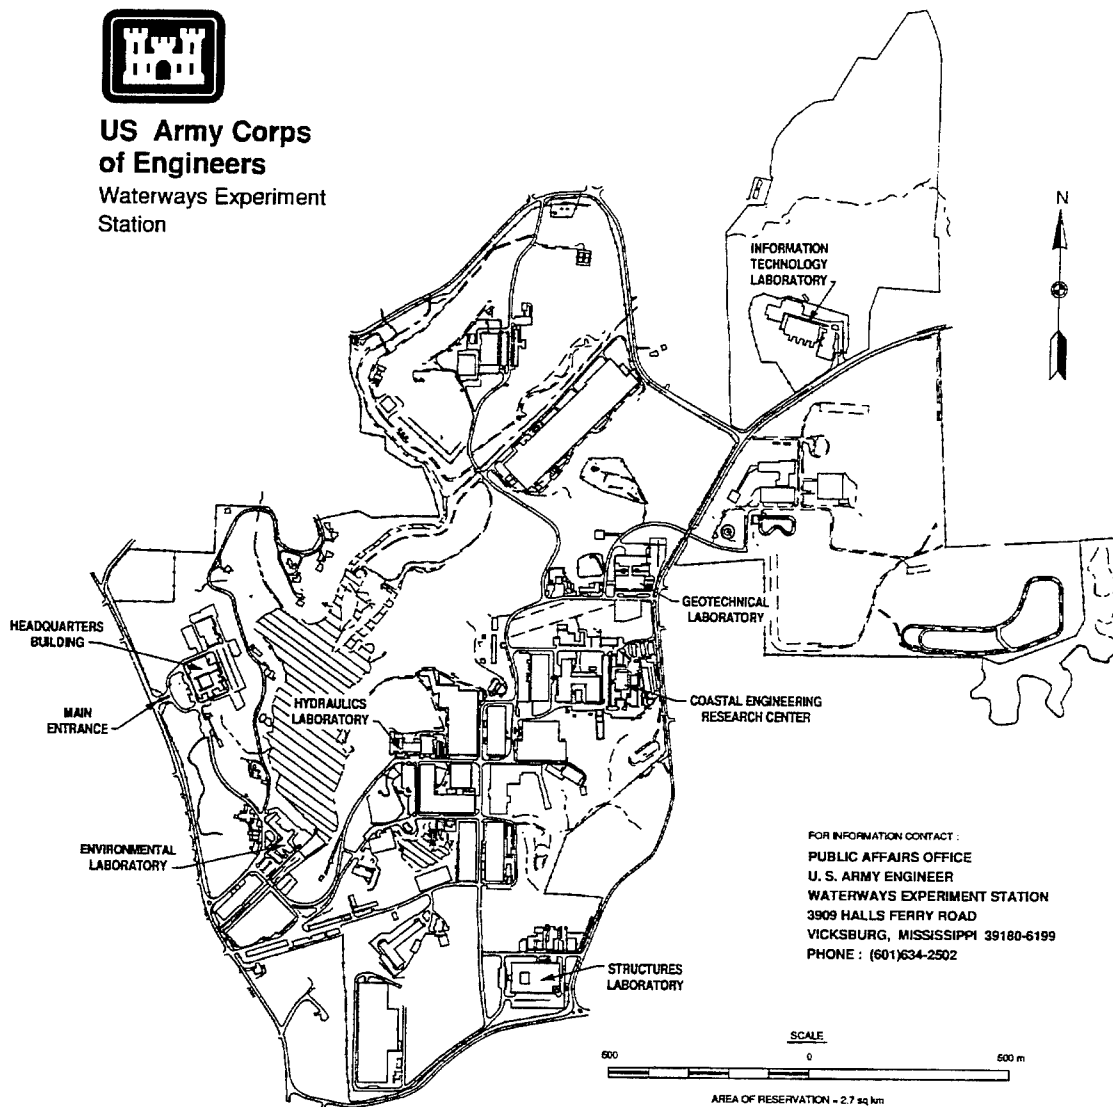 US Army Corps
of Engineers
Waterways Experiment
Station
N
INFORMATION
TECHNOLOGY
LABORATORY
HEADQUARTERS
BUILDING
GEOTECHNICAL
LABORATORY
MAIN
ENTRANCE
HYDRAULICS
LABORATORY
COASTAL ENGINEERING
RESEARCH CENTER
ENVIRONMENTAL
LABORATORY
STRUCTURES
LABORATORY
FOR INFORMATION CONTACT :
PUBLIC AFFAIRS OFFICE
U. S. ARMY ENGINEER
WATERWAYS EXPERIMENT STATION
3909 HALLS FERRY ROAD
VICKSBURG, MISSISSIPPI 39180-6199
PHONE : (601)634-2502
SCALE
500 0 500 m
AREA OF RESERVATION = 2.7 sq km